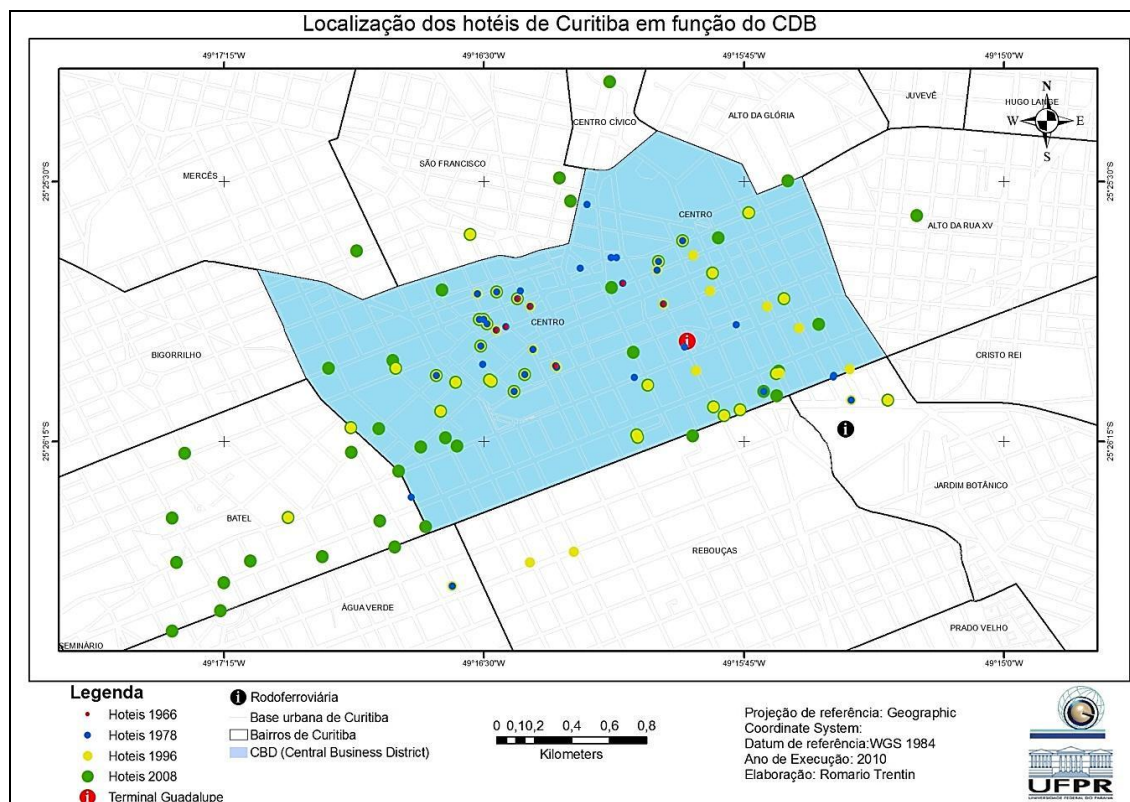 Localização dos hotéis de Curitiba em função do CDB
49°17'15"W 49°16'30"W 49°15'45"W 49°15'0"W
JUVEVÊ
HUGO LANGE
N
W E
S
CENTRO CÍVICO
ALTO DA GLÓRIA
SÃO FRANCISCO
MERCÊS
25°25'30"S
25°25'30"S
CENTRO
ALTO DA RUA XV
CENTRO
BIGORRILHO
CRISTO REI
25°26'15"S
25°26'15"S
JARDIM BOTÂNICO
BATEL
REBOUÇAS
ÁGUA VERDE
PRADO VELHO
SEMINÁRIO
49°17'15"W 49°16'30"W 49°15'45"W 49°15'0"W
Legenda
Hoteis 1966
Hoteis 1978
Hoteis 1996
Hoteis 2008
Terminal Guadalupe
Rodoferroviária
Base urbana de Curitiba
Bairros de Curitiba
CBD (Central Business District)
0 0,10,2 0,4 0,6 0,8
Kilometers
Projeção de referência: Geographic
Coordinate System:
Datum de referência:WGS 1984
Ano de Execução: 2010
Elaboração: Romario Trentin
UFPR
UNIVERSIDADE FEDERAL DO PARANÁ